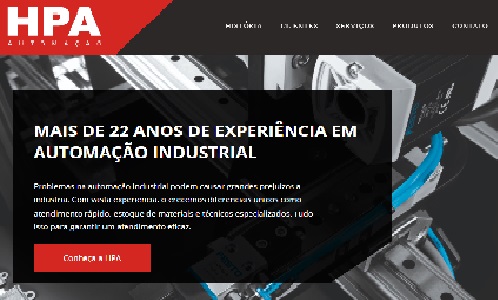 HPA
AUTOMAÇÃO
HISTÓRIA CLIENTES SERVIÇOS PRODUTOS CONTATO
MAIS DE 22 ANOS DE EXPERIÊNCIA EM
AUTOMAÇÃO INDUSTRIAL
Problemas na automação industrial podem causar grandes prejuízos a
indústria. Com vasta experiência, oferecemos diferenciais únicos como
atendimento rápido, estoque de materiais e técnicos especializados. Tudo
isso para garantir um atendimento eficaz.
Conheça a HPA